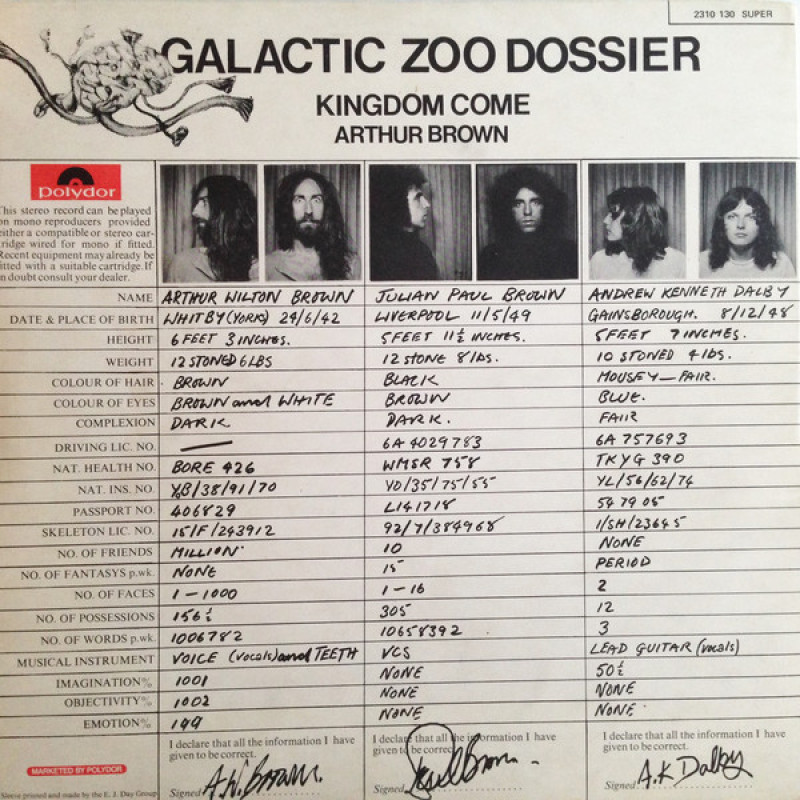 2310 130 SUPER
GALACTIC ZOO DOSSIER
KINGDOM COME
ARTHUR BROWN
polydor
This stereo record can be played
on mono reproducers provided
either a compatible or stereo car-
tridge wired for mono if fitted.
Recent equipment may already be
fitted with a suitable cartridge. If
in doubt consult your dealer.
NAME ARTHUR WILTON BROWN JULIAN PAUL BROWN ANDREW KENNETH DALBY
DATE & PLACE OF BIRTH WHITBY (YORKS) 24/6/42 LIVERPOOL 11/5/49 GAINSBOROUGH. 8/12/48
HEIGHT 6 FEET 3 INCHES. 5 FEET 11½ INCHES. 5 FEET 7 INCHES.
WEIGHT 12 STONED 6 LBS 12 STONE 8 lbs. 10 STONED 4 lbs.
COLOUR OF HAIR BROWN BLACK MOUSEY — FAIR.
COLOUR OF EYES BROWN and WHITE BROWN BLUE.
COMPLEXION DARK DARK. FAIR
DRIVING LIC. NO. — 6A 4029783 6A 757693
NAT. HEALTH NO. BORE 426 WMSR 758 TKYG 390
NAT. INS. NO. YB/38/91/70 YD/35/75/55 YL/56/62/74
PASSPORT NO. 406829 L141718 547905
SKELETON LIC. NO. 15/F/243912 92/7/384968 1/SH/23645
NO. OF FRIENDS MILLION 10 NONE
NO. OF FANTASYS p.wk. NONE 15 PERIOD
NO. OF FACES 1 – 1000 1 – 16 2
NO. OF POSSESSIONS 156½ 305 12
NO. OF WORDS p.wk. 1006782 10658392 3
MUSICAL INSTRUMENT VOICE (vocals) and TEETH VCS LEAD GUITAR (vocals)
IMAGINATION% 1001 NONE 50½
OBJECTIVITY% 1002 NONE NONE
EMOTION% 199 NONE NONE
I declare that all the information I have
given to be correct.
Signed A.W. Brown.
I declare that all the information I have
given to be correct.
Signed Paul Brown
I declare that all the information I have
given to be correct.
Signed A.K Dalby
MARKETED BY POLYDOR
Sleeve printed and made by the E. J. Day Group